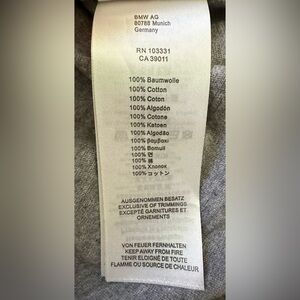 BMW AG
80788 Munich
Germany
RN 103331
CA 39011
100% Baumwolle
100% Cotton
100% Coton
100% Algodón
100% Cotone
100% Katoen
100% Algodão
100% βαμβάκι
100% Bomull
100% 면
100% 棉
100% Хлопок
100% コットン
AUSGENOMMEN BESATZ
EXCLUSIVE OF TRIMMINGS
EXCEPTÉ GARNITURES ET
ORNEMENTS
VON FEUER FERNHALTEN
KEEP AWAY FROM FIRE
TENIR ELOIGNÉ DE TOUTE
FLAMME OU SOURCE DE CHALEUR